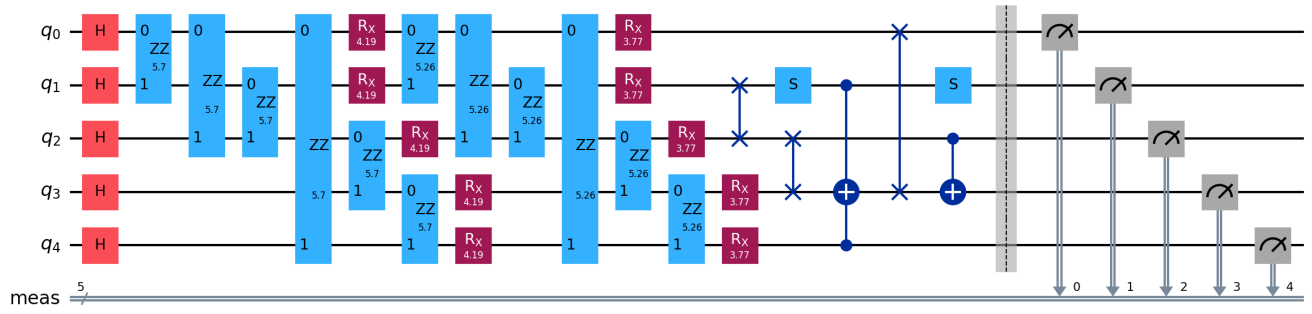 q0 H 0 ZZ 5.7 1 0 ZZ 5.7 1 0 ZZ 5.7 1 RX 4.19 0 ZZ 5.26 1 0 ZZ 5.26 1 0 ZZ 5.26 1 RX 3.77 0
q1 H 0 ZZ 5.7 1 RX 4.19 0 ZZ 5.26 1 RX 3.77 S S 1
q2 H 0 ZZ 5.7 1 RX 4.19 0 ZZ 5.26 1 RX 3.77 2
q3 H 0 ZZ 5.7 1 RX 4.19 0 ZZ 5.26 1 RX 3.77 3
q4 H RX 4.19 RX 3.77 4
meas 5